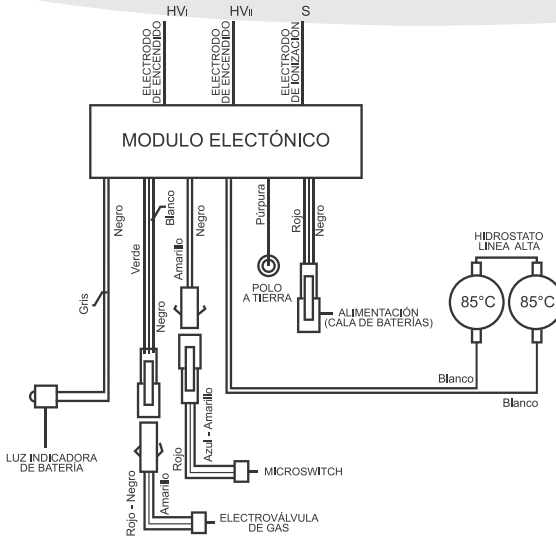 HVI
HVII
S
ELECTRODO
DE ENCENDIDO
ELECTRODO
DE ENCENDIDO
ELECTRODO
DE IONIZACIÓN
MODULO ELECTÓNICO
Negro
Verde
Blanco
Negro
Amarillo
Negro
Púrpura
Rojo
Negro
Gris
POLO
A TIERRA
ALIMENTACIÓN
(CALA DE BATERÍAS)
HIDROSTATO
LINEA ALTA
85°C
85°C
Blanco
Blanco
LUZ INDICADORA
DE BATERÍA
Rojo
Azul - Amarillo
MICROSWITCH
Rojo - Negro
Amarillo
ELECTROVÁLVULA
DE GAS